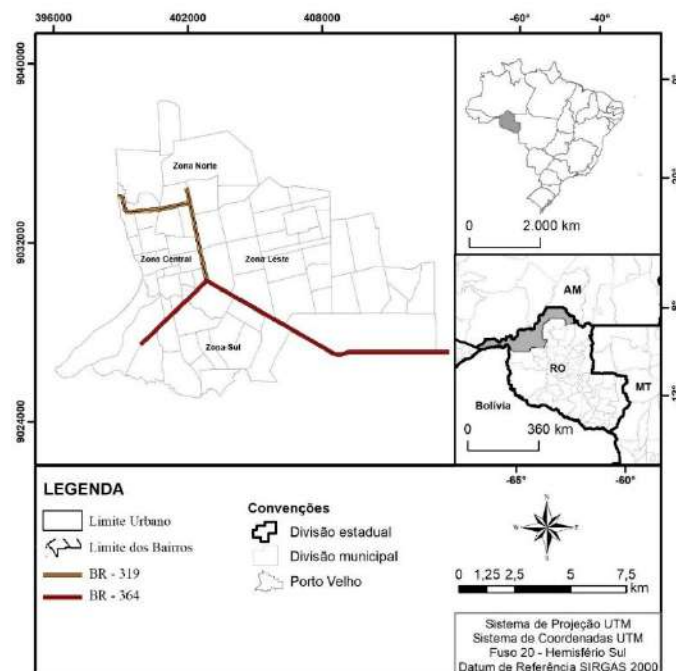 396000
402000
408000
-60°
-40°
9040000
9032000
9024000
Zona Norte
Zona Central
Zona Leste
Zona Sul
0
2.000 km
20°
AM
RO
MT
Bolívia
0
360 km
-65°
-60°
LEGENDA
Limite Urbano
Limite dos Bairros
BR - 319
BR - 364
Convenções
Divisão estadual
Divisão municipal
Porto Velho
N
S
0 1,25 2,5 5 7,5
km
Sistema de Projeção UTM
Sistema de Coordenadas UTM
Fuso 20 - Hemisfério Sul
Datum de Referência SIRGAS 2000